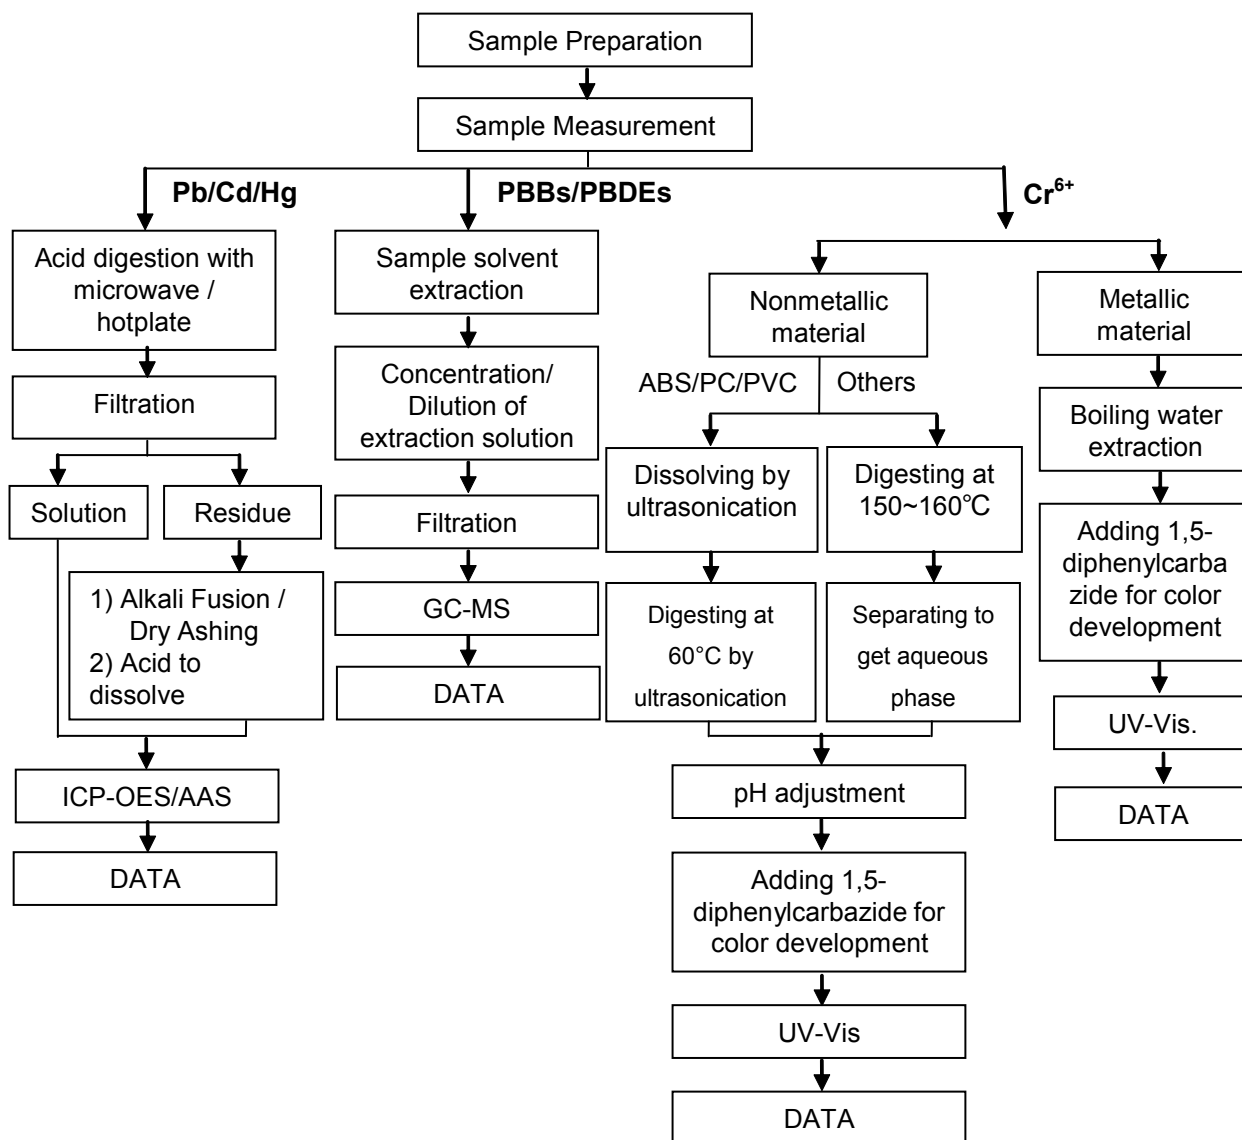 Sample Preparation
Sample Measurement
Pb/Cd/Hg
PBBs/PBDEs
Cr⁶⁺
Acid digestion with
microwave /
hotplate
Filtration
Solution
Residue
1) Alkali Fusion /
Dry Ashing
2) Acid to
dissolve
ICP-OES/AAS
DATA
Sample solvent
extraction
Concentration/
Dilution of
extraction solution
Filtration
GC-MS
DATA
Nonmetallic
material
ABS/PC/PVC
Others
Dissolving by
ultrasonication
Digesting at
60°C by
ultrasonication
Digesting at
150~160℃
Separating to
get aqueous
phase
pH adjustment
Adding 1,5-
diphenylcarbazide for
color development
UV-Vis
DATA
Metallic
material
Boiling water
extraction
Adding 1,5-
diphenylcarba
zide for color
development
UV-Vis.
DATA